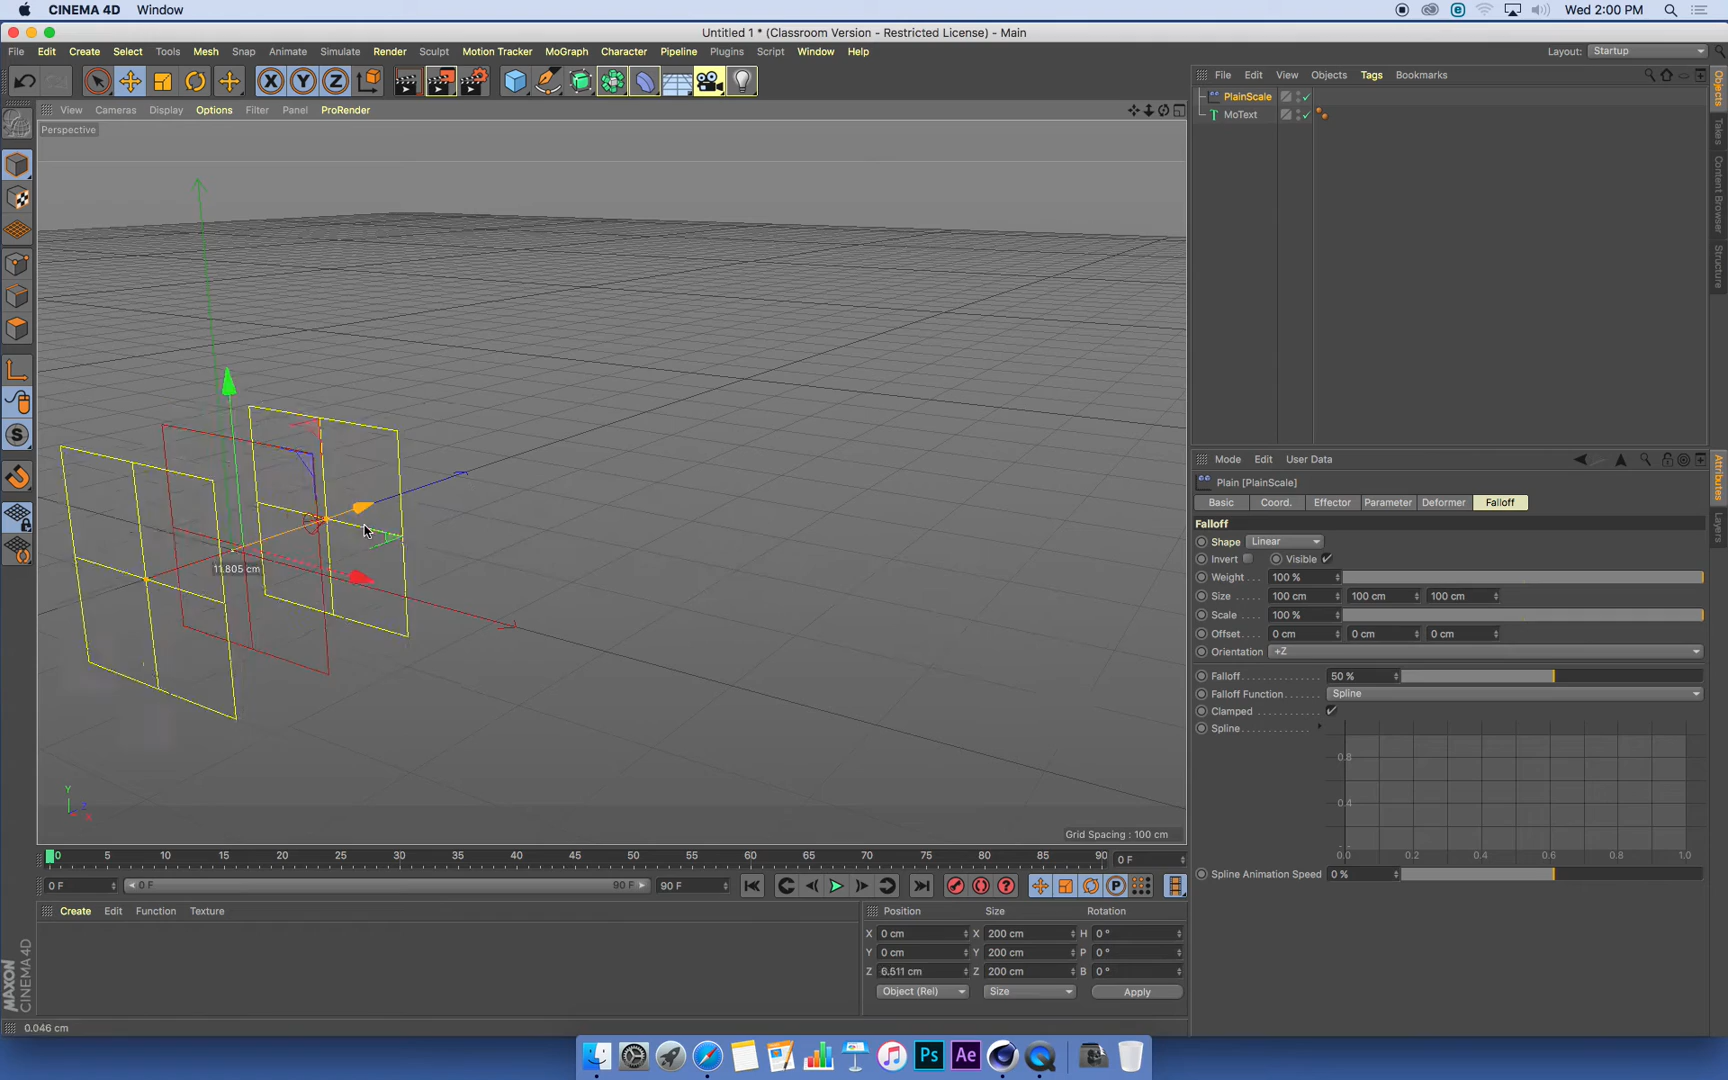 CINEMA 4D Window
Wed 2:00 PM
Untitled 1 * (Classroom Version - Restricted License) - Main
File Edit Create Select Tools Mesh Snap Animate Simulate Render Sculpt Motion Tracker MoGraph Character Pipeline Plugins Script Window Help
Layout: Startup
X Y Z
File Edit View Objects Tags Bookmarks
View Cameras Display Options Filter Panel ProRender
Perspective
PlainScale
MoText
Objects
Takes
Content Browser
Structure
Mode Edit User Data
Plain [PlainScale]
Basic Coord. Effector Parameter Deformer Falloff
Falloff
Shape Linear
Invert Visible
Weight . . . 100 %
Size . . . . 100 cm 100 cm 100 cm
Scale . . . . 100 %
Offset . . . 0 cm 0 cm 0 cm
Orientation +Z
Falloff . . . . . . . . . . 50 %
Falloff Function . . Spline
Clamped
Spline
0.8
0.4
0.0 0.2 0.4 0.6 0.8 1.0
Spline Animation Speed 0 %
Attributes
Layers
11.805 cm
Y
Z
X
Grid Spacing : 100 cm
0 5 10 15 20 25 30 35 40 45 50 55 60 65 70 75 80 85 90 0 F
0 F 0 F 90 F 90 F
Create Edit Function Texture
Position Size Rotation
X 0 cm X 200 cm H 0 °
Y 0 cm Y 200 cm P 0 °
Z 6.511 cm Z 200 cm B 0 °
Object (Rel) Size Apply
MAXON CINEMA 4D
0.046 cm
Ps Ae